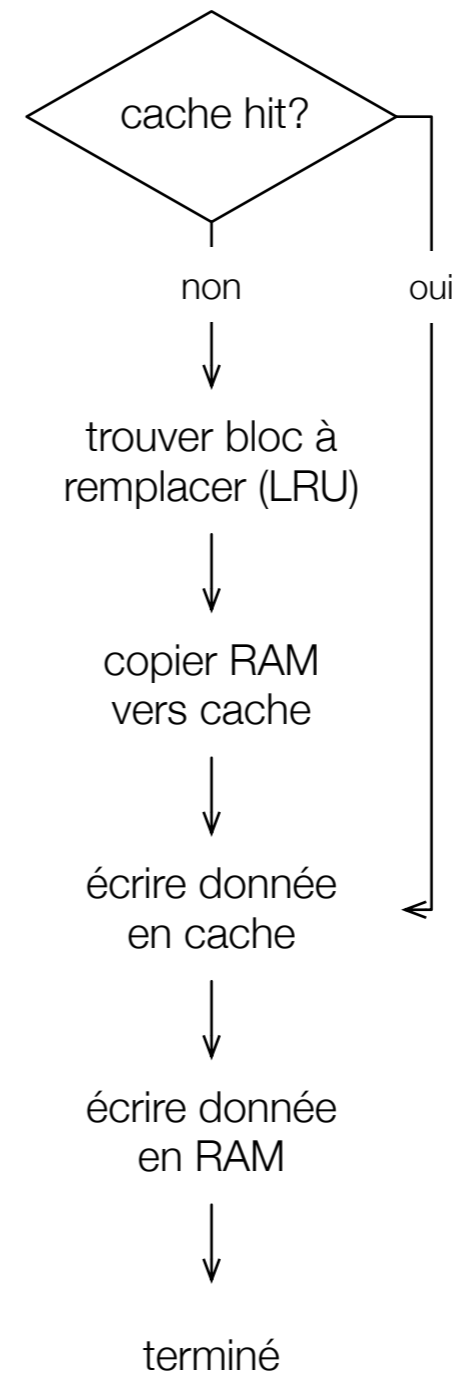 cache hit?
non
oui
trouver bloc à
remplacer (LRU)
copier RAM
vers cache
écrire donnée
en cache
écrire donnée
en RAM
terminé